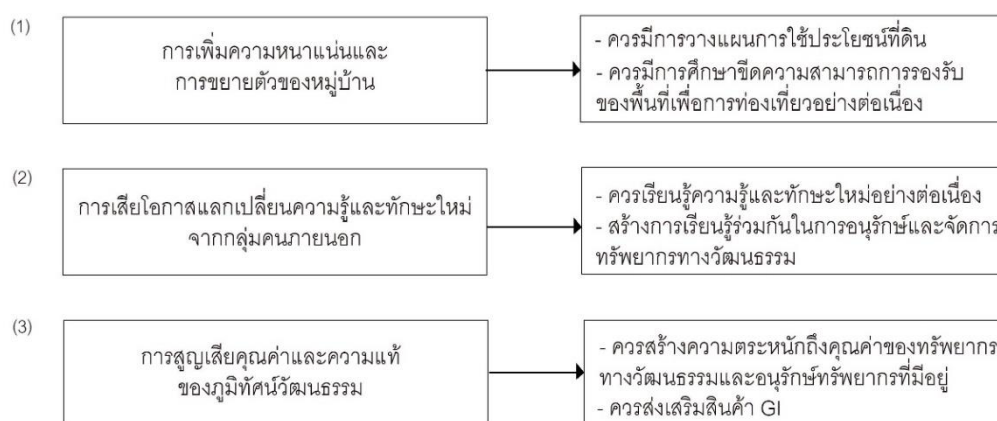 (1)
การเพิ่มความหนาแน่นและ
การขยายตัวของหมู่บ้าน
- ควรมีการวางแผนการใช้ประโยชน์ที่ดิน
- ควรมีการศึกษาขีดความสามารถการรองรับ
ของพื้นที่เพื่อการท่องเที่ยวอย่างต่อเนื่อง
(2)
การเสียโอกาสแลกเปลี่ยนความรู้และทักษะใหม่
จากกลุ่มคนภายนอก
- ควรเรียนรู้ความรู้และทักษะใหม่อย่างต่อเนื่อง
- สร้างการเรียนรู้ร่วมกันในการอนุรักษ์และจัดการ
ทรัพยากรทางวัฒนธรรม
(3)
การสูญเสียคุณค่าและความแท้
ของภูมิทัศน์วัฒนธรรม
- ควรสร้างความตระหนักถึงคุณค่าของทรัพยากร
ทางวัฒนธรรมและอนุรักษ์ทรัพยากรที่มีอยู่
- ควรส่งเสริมสินค้า GI